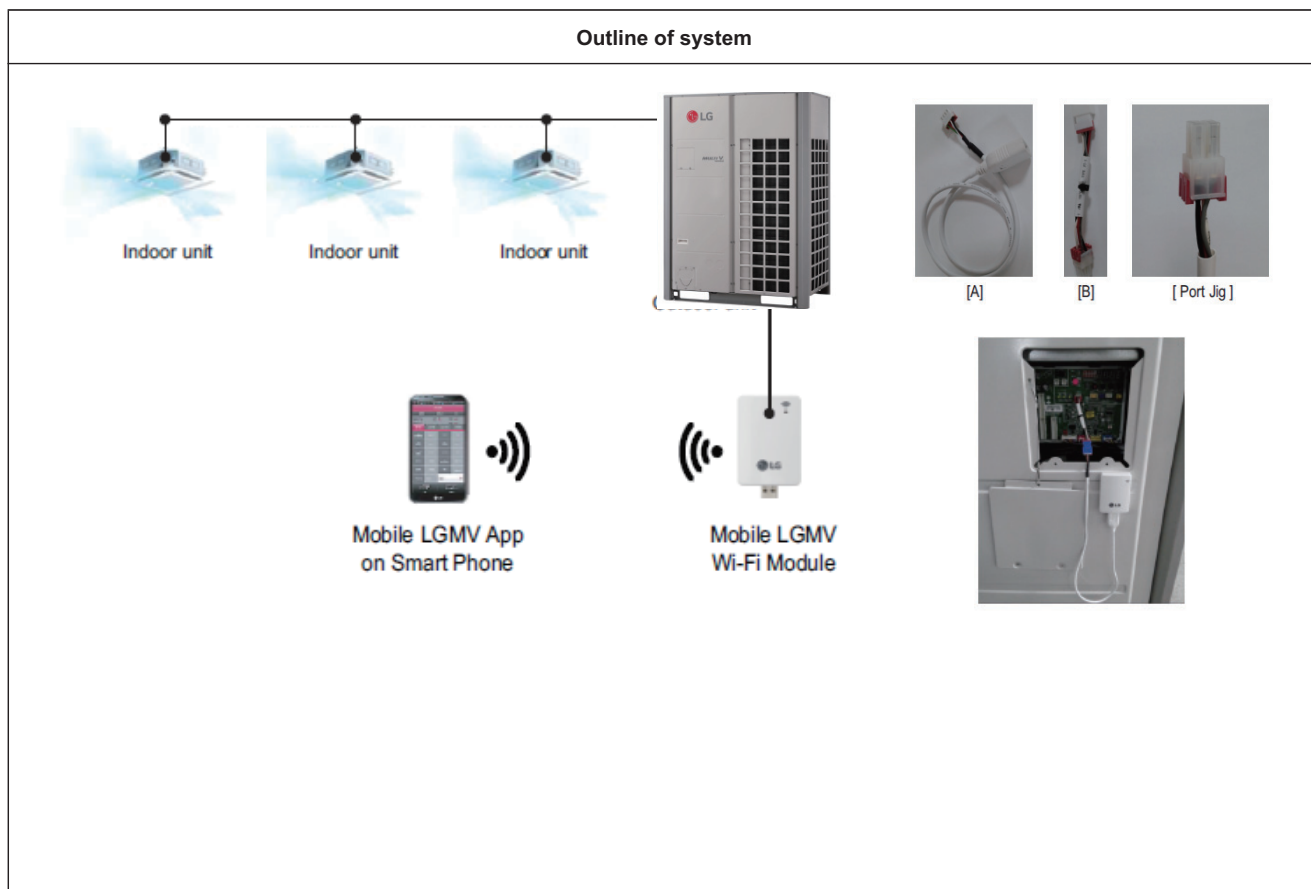 Outline of system
LG
Indoor unit
Indoor unit
Indoor unit
[A]
[B]
[ Port Jig ]
LG
Mobile LGMV App
on Smart Phone
Mobile LGMV
Wi-Fi Module